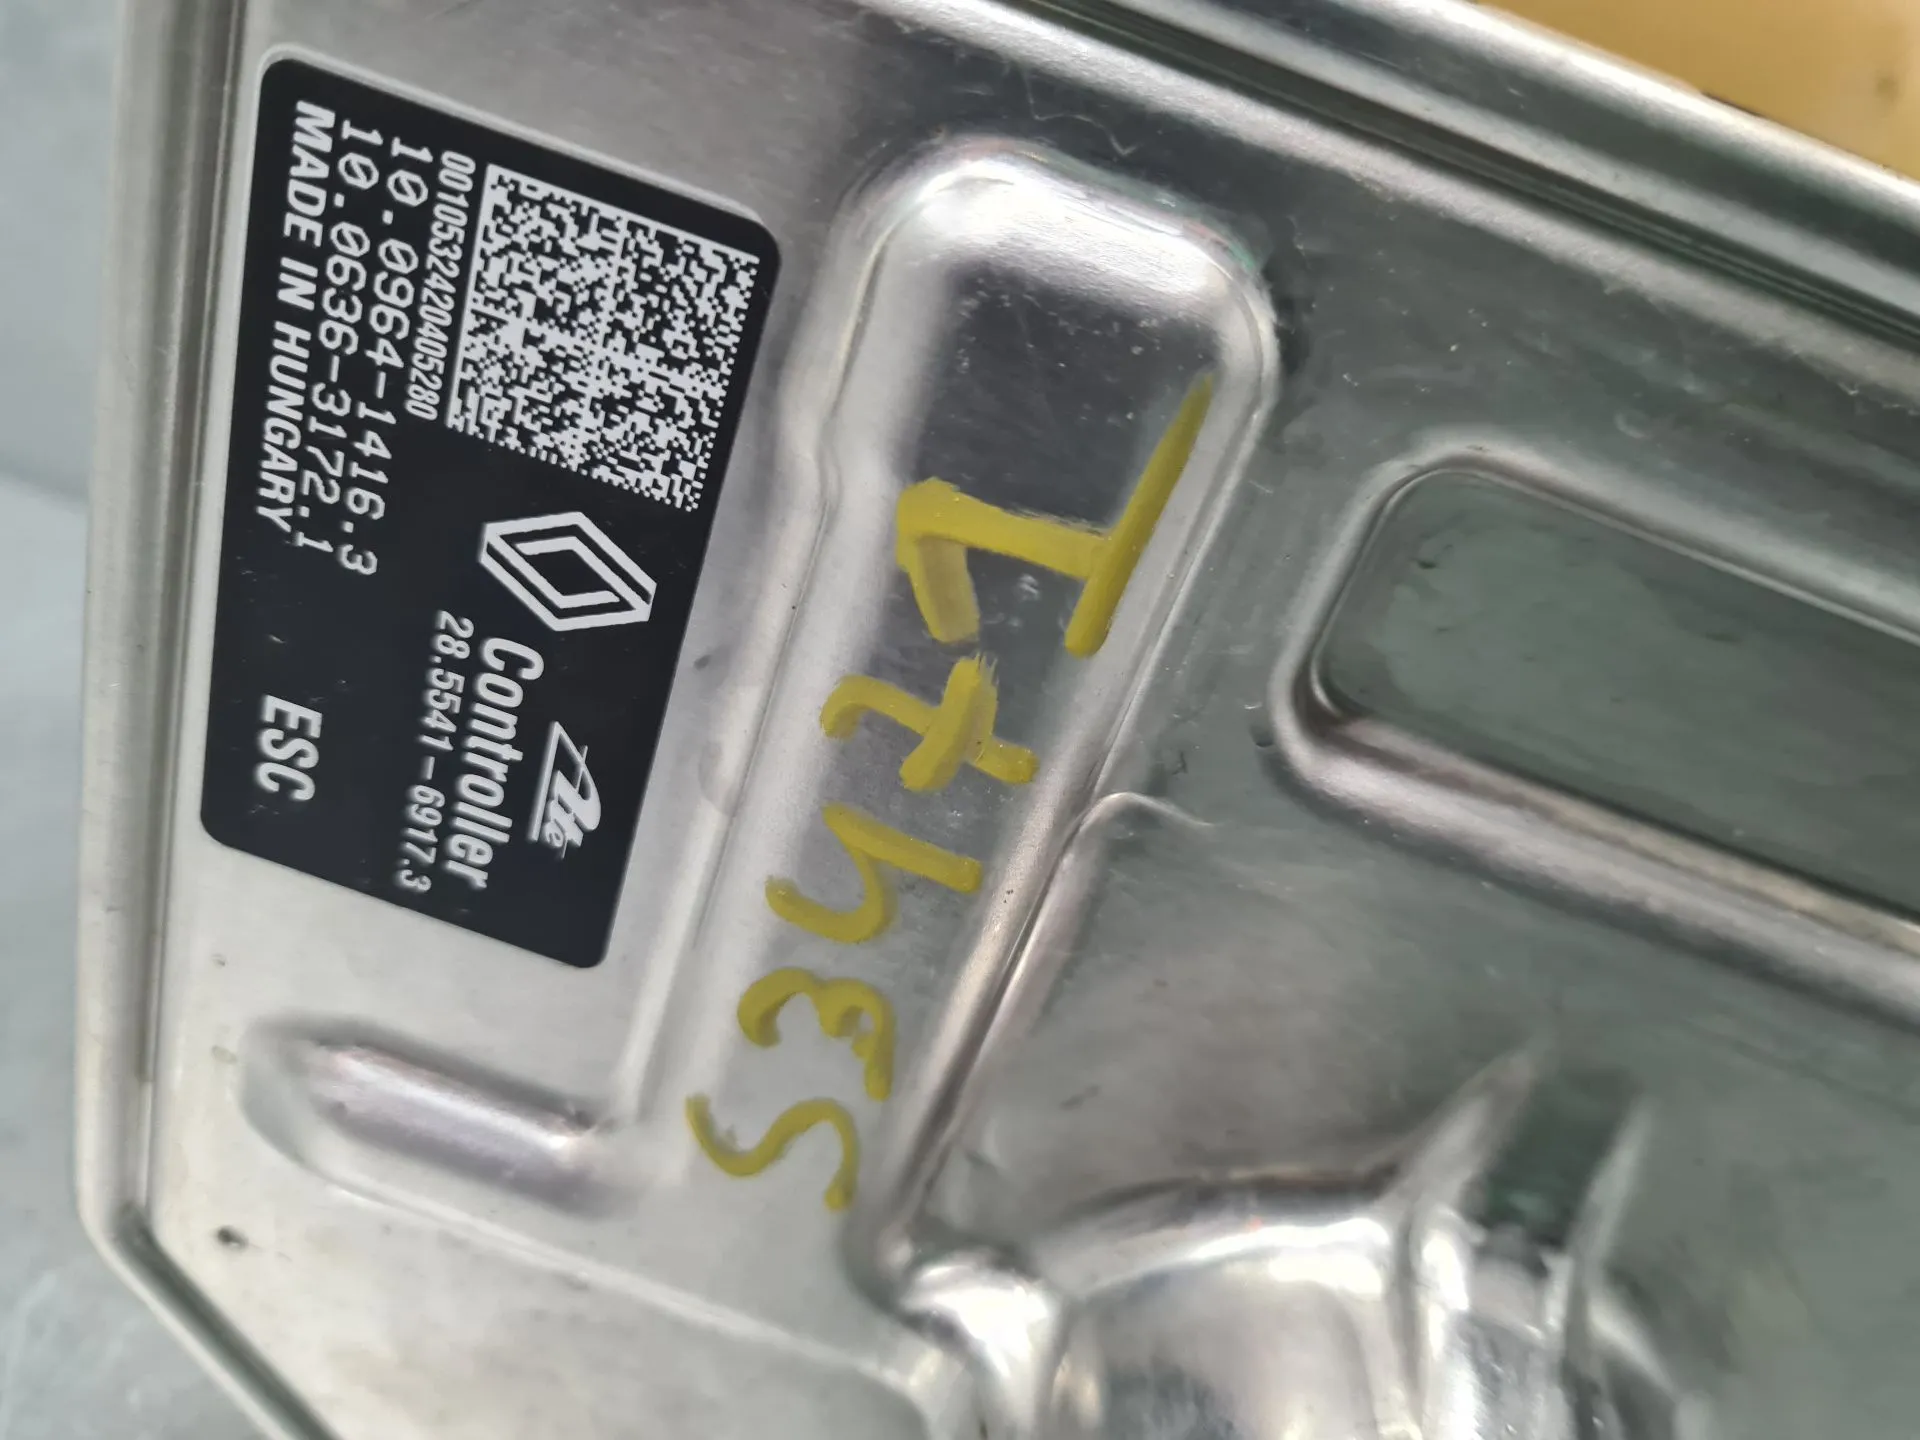 Ate
Controller
28.5541-6917.3
0010532420405280
10.0964-1416.3
10.0636-3172.1
MADE IN HUNGARY
ESC